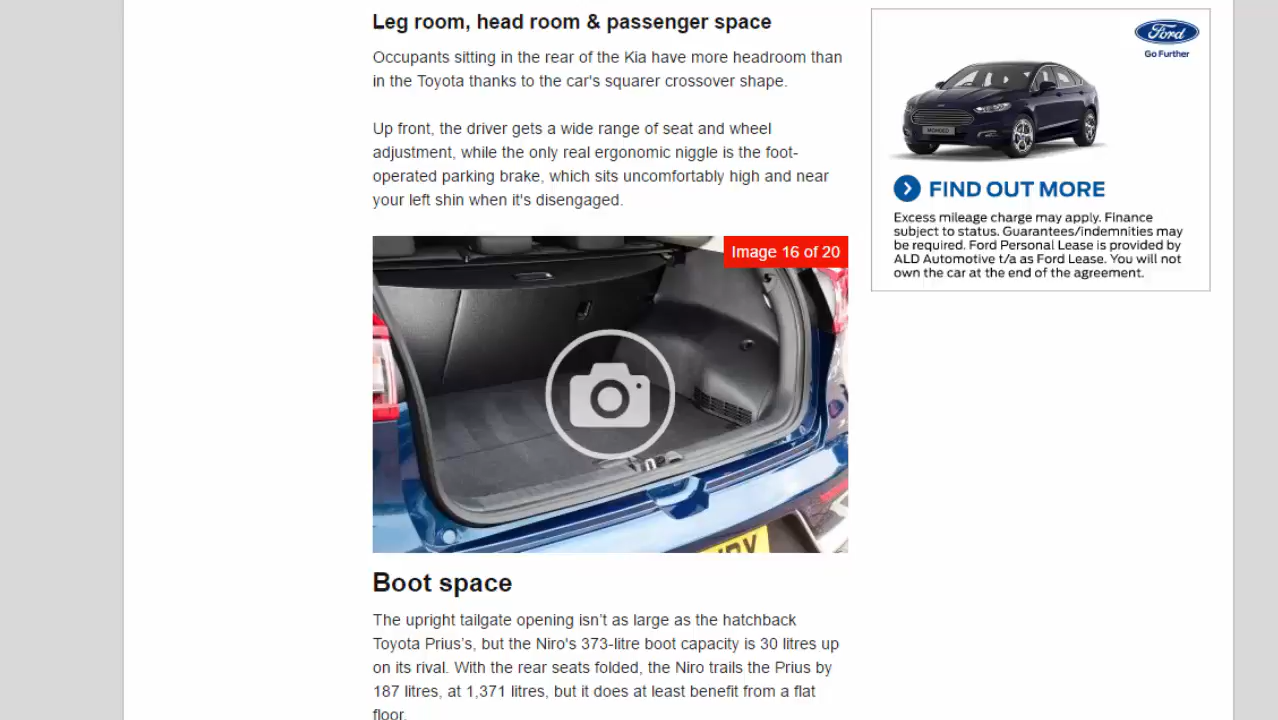 Leg room, head room & passenger space
Occupants sitting in the rear of the Kia have more headroom than
in the Toyota thanks to the car's squarer crossover shape.
Up front, the driver gets a wide range of seat and wheel
adjustment, while the only real ergonomic niggle is the foot-
operated parking brake, which sits uncomfortably high and near
your left shin when it's disengaged.
Image 16 of 20
Boot space
The upright tailgate opening isn’t as large as the hatchback
Toyota Prius’s, but the Niro's 373-litre boot capacity is 30 litres up
on its rival. With the rear seats folded, the Niro trails the Prius by
187 litres, at 1,371 litres, but it does at least benefit from a flat
floor.
Ford
Go Further
MONDEO
FIND OUT MORE
Excess mileage charge may apply. Finance
subject to status. Guarantees/indemnities may
be required. Ford Personal Lease is provided by
ALD Automotive t/a as Ford Lease. You will not
own the car at the end of the agreement.